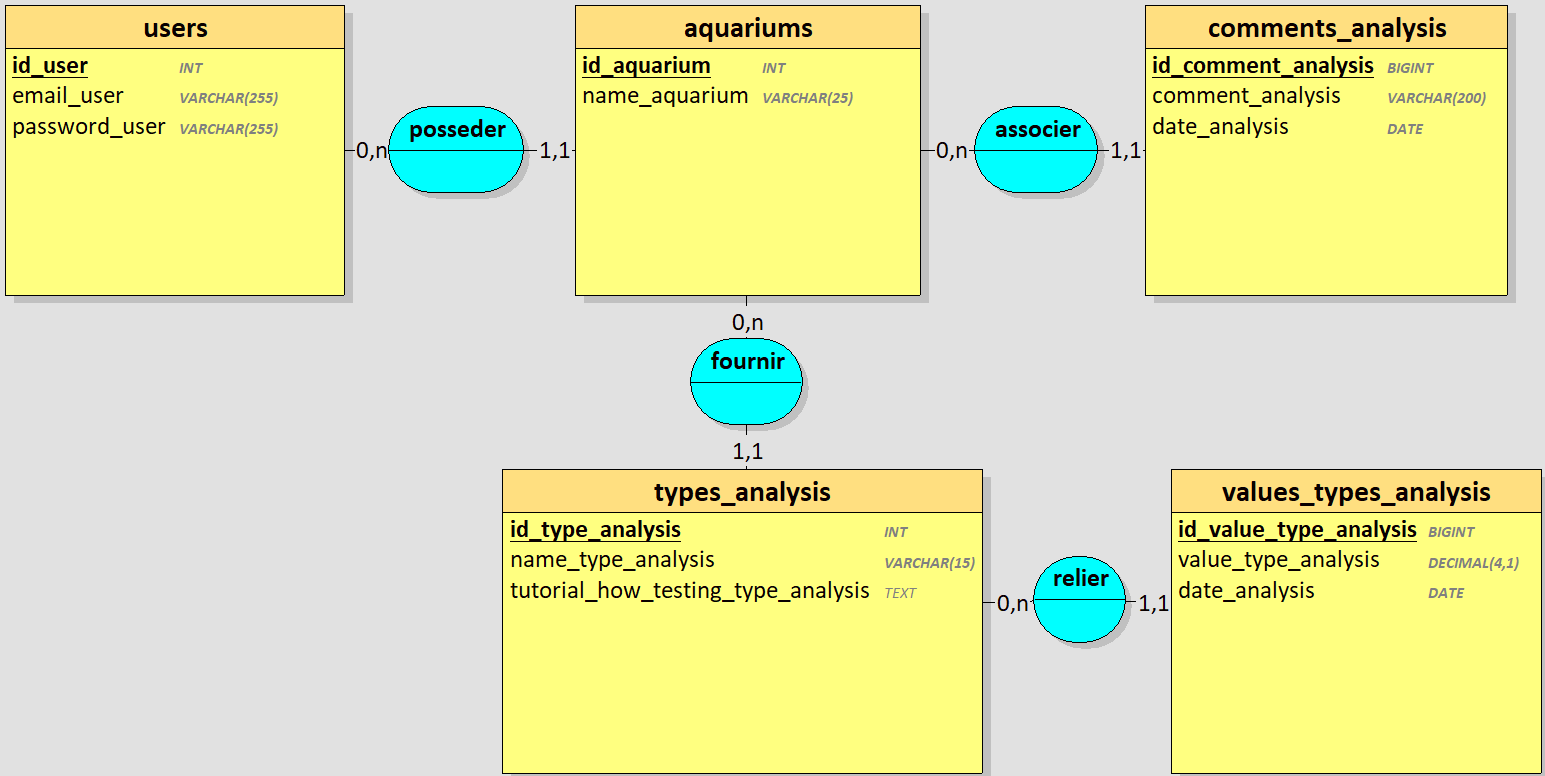 users
id_user INT
email_user VARCHAR(255)
password_user VARCHAR(255)
0,n
posseder
1,1
aquariums
id_aquarium INT
name_aquarium VARCHAR(25)
0,n
associer
1,1
comments_analysis
id_comment_analysis BIGINT
comment_analysis VARCHAR(200)
date_analysis DATE
0,n
fournir
1,1
types_analysis
id_type_analysis INT
name_type_analysis VARCHAR(15)
tutorial_how_testing_type_analysis TEXT
0,n
relier
1,1
values_types_analysis
id_value_type_analysis BIGINT
value_type_analysis DECIMAL(4,1)
date_analysis DATE